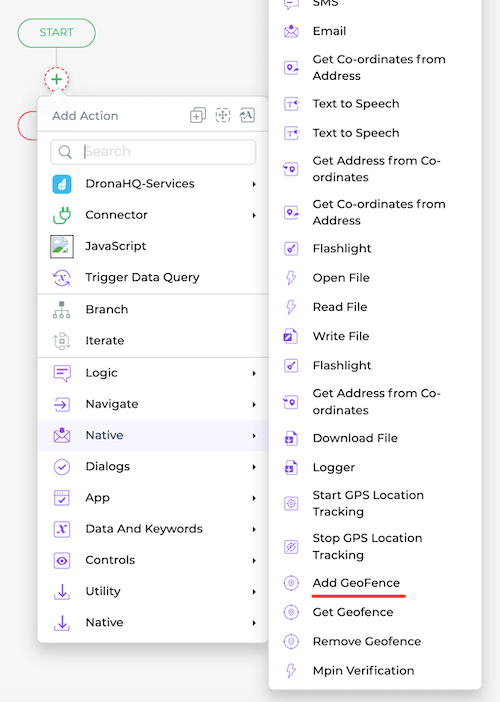 START
Add Action
Search
DronaHQ-Services
Connector
JavaScript
Trigger Data Query
Branch
Iterate
Logic
Navigate
Native
Dialogs
App
Data And Keywords
Controls
Utility
Native
SMS
Email
Get Co-ordinates from
Address
Text to Speech
Text to Speech
Get Address from Co-
ordinates
Get Co-ordinates from
Address
Flashlight
Open File
Read File
Write File
Flashlight
Get Address from Co-
ordinates
Download File
Logger
Start GPS Location
Tracking
Stop GPS Location
Tracking
Add GeoFence
Get Geofence
Remove Geofence
Mpin Verification